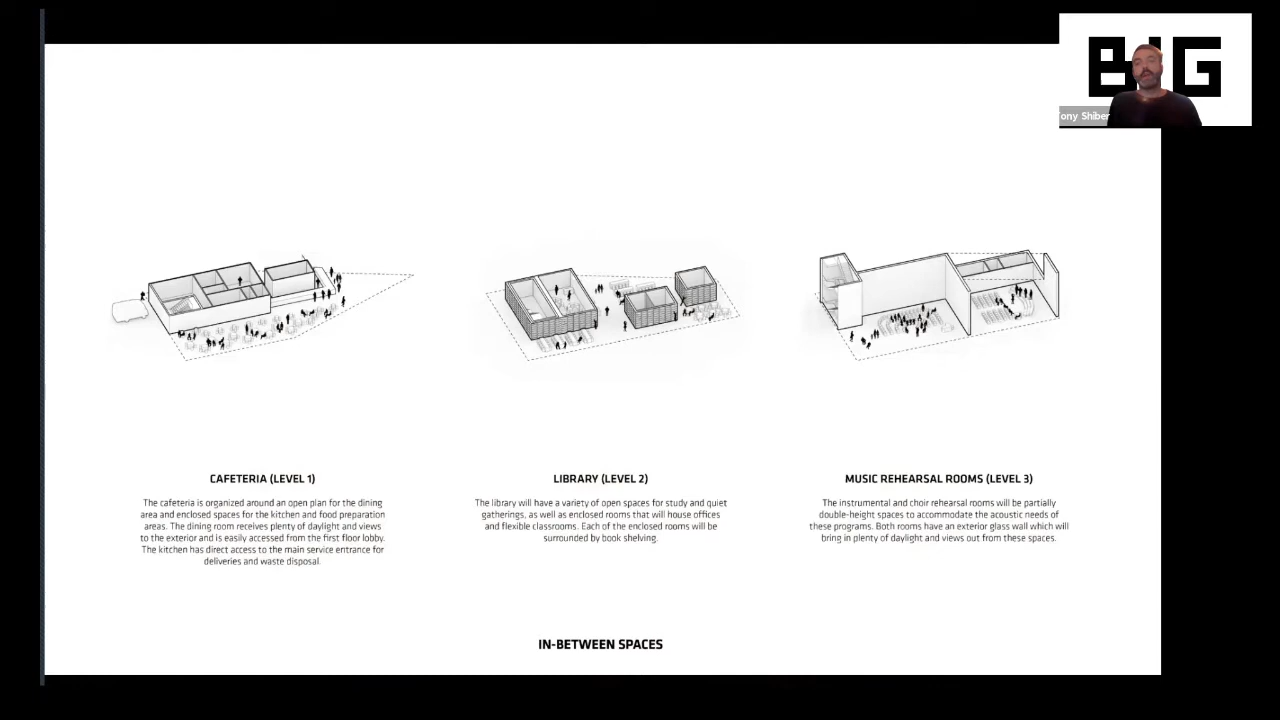 BIG
Tony Shiber
CAFETERIA (LEVEL 1)
The cafeteria is organized around an open plan for the dining
area and enclosed spaces for the kitchen and food preparation
areas. The dining room receives plenty of daylight and views
to the exterior and is easily accessed from the first floor lobby.
The kitchen has direct access to the main service entrance for
deliveries and waste disposal.
LIBRARY (LEVEL 2)
The library will have a variety of open spaces for study and quiet
gatherings, as well as enclosed rooms that will house offices
and flexible classrooms. Each of the enclosed rooms will be
surrounded by book shelving.
MUSIC REHEARSAL ROOMS (LEVEL 3)
The instrumental and choir rehearsal rooms will be partially
double-height spaces to accommodate the acoustic needs of
these programs. Both rooms have an exterior glass wall which will
bring in plenty of daylight and views out from these spaces.
IN-BETWEEN SPACES